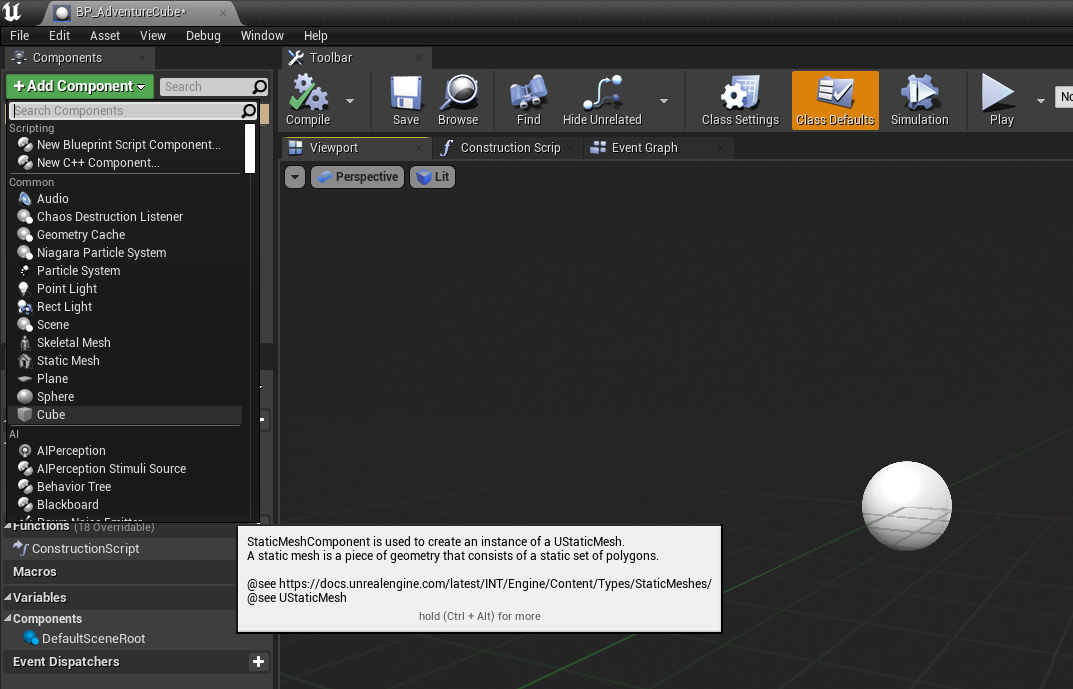 BP_AdventureCube*
File Edit Asset View Debug Window Help
Components
Toolbar
+Add Component
Search
Search Components
Scripting
New Blueprint Script Component...
New C++ Component...
Common
Audio
Chaos Destruction Listener
Geometry Cache
Niagara Particle System
Particle System
Point Light
Rect Light
Scene
Skeletal Mesh
Static Mesh
Plane
Sphere
Cube
AI
AIPerception
AIPerception Stimuli Source
Behavior Tree
Blackboard
Functions (18 Overridable)
ConstructionScript
Macros
Variables
Components
DefaultSceneRoot
Event Dispatchers
Compile
Save
Browse
Find
Hide Unrelated
Class Settings
Class Defaults
Simulation
Play
No
Viewport
Construction Scrip
Event Graph
Perspective
Lit
StaticMeshComponent is used to create an instance of a UStaticMesh.
A static mesh is a piece of geometry that consists of a static set of polygons.
@see https://docs.unrealengine.com/latest/INT/Engine/Content/Types/StaticMeshes/
@see UStaticMesh
hold (Ctrl + Alt) for more